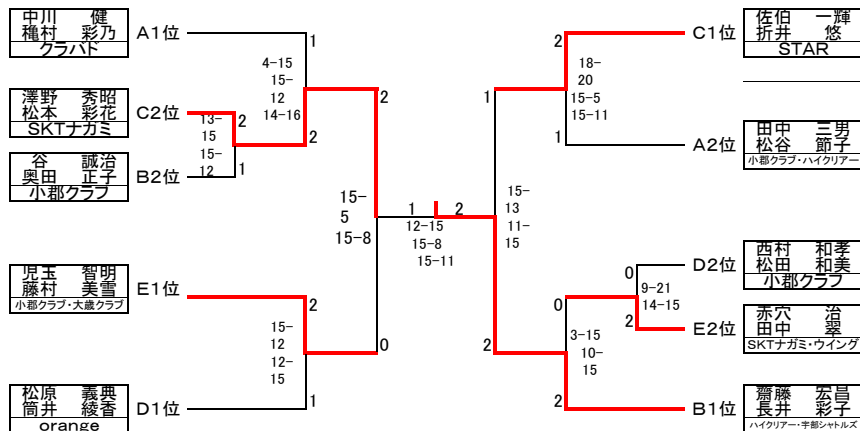 中川 健
穐村 彩乃
クラバド
A1位
澤野 秀昭
松本 彩花
SKTナガミ
C2位
谷 誠治
奥田 正子
小郡クラブ
B2位
児玉 智明
藤村 美雪
小郡クラブ・大歳クラブ
E1位
松原 義典
筒井 綾香
orange
D1位
1
4-15
15-
12
14-16
2
2
13-
15
15-
12
1
2
15-
5
15-8
2
15-
12
12-
15
0
1
1
2
12-15
15-8
15-11
1
15-
13
11-
15
2
2
18-
20
15-5
15-11
1
0
3-15
10-
15
2
0
9-21
14-15
2
C1位
佐伯 一輝
折井 悠
STAR
A2位
田中 三男
松谷 節子
小郡クラブ・ハイクリアー
D2位
西村 和孝
松田 和美
小郡クラブ
E2位
赤穴 治
田中 翠
SKTナガミ・ウイング
B1位
齋藤 宏昌
長井 彩子
ハイクリアー・宇部シャトルズ